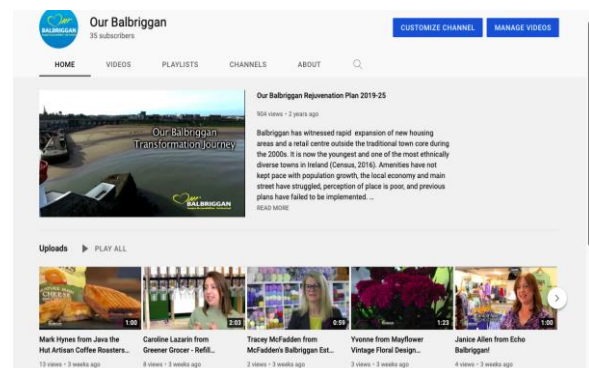 Our
BALBRIGGAN
Our Balbriggan
35 subscribers
CUSTOMIZE CHANNEL
MANAGE VIDEOS
HOME
VIDEOS
PLAYLISTS
CHANNELS
ABOUT
Our Balbriggan
Transformation Journey
Our
BALBRIGGAN
Our Balbriggan Rejuvenation Plan 2019-25
904 views • 2 years ago
Balbriggan has witnessed rapid expansion of new housing
areas and a retail centre outside the traditional town core during
the 2000s. It is now the youngest and one of the most ethnically
diverse towns in Ireland (Census, 2016). Amenities have not
kept pace with population growth, the local economy and main
street have struggled, perception of place is poor, and previous
plans have failed to be implemented. ...
READ MORE
Uploads
PLAY ALL
CHEESE
1:00
2:03
0:59
1:23
1:00
Mark Hynes from Java the
Hut Artisan Coffee Roasters...
13 views • 3 weeks ago
Caroline Lazarin from
Greener Grocer - Refill...
8 views • 3 weeks ago
Tracey McFadden from
McFadden's Balbriggan Est...
2 views • 3 weeks ago
Yvonne from Mayflower
Vintage Floral Design...
3 views • 3 weeks ago
Janice Allen from Echo
Balbriggan!
4 views • 3 weeks ago